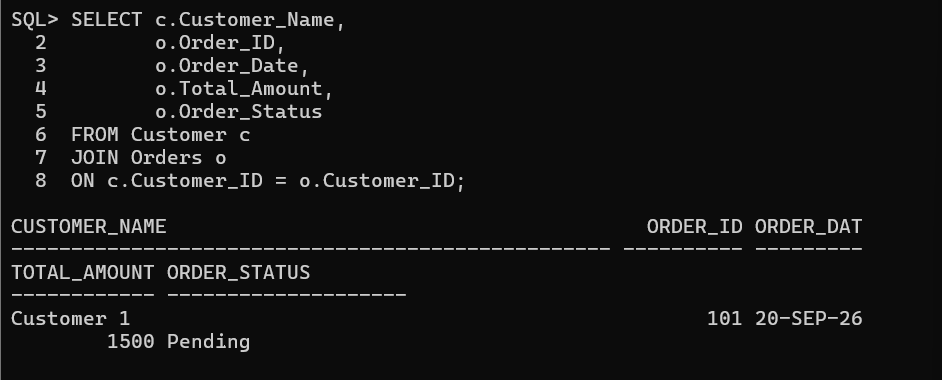 SQL> SELECT c.Customer_Name,
  2         o.Order_ID,
  3         o.Order_Date,
  4         o.Total_Amount,
  5         o.Order_Status
  6  FROM Customer c
  7  JOIN Orders o
  8  ON c.Customer_ID = o.Customer_ID;

CUSTOMER_NAME                                        ORDER_ID ORDER_DAT
-------------------------------------------------- ---------- ---------
TOTAL_AMOUNT ORDER_STATUS
------------ --------------------
Customer 1                                                101 20-SEP-26
        1500 Pending